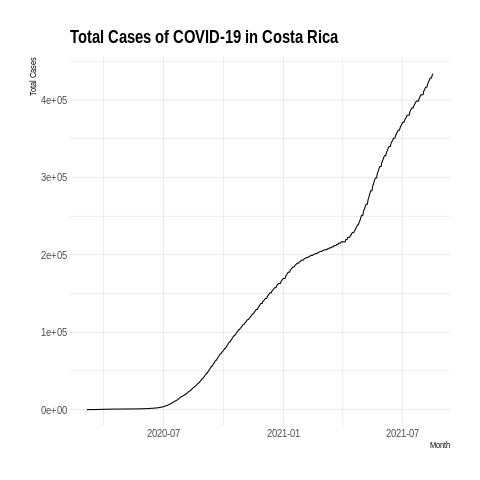 Total Cases of COVID-19 in Costa Rica
Total Cases
4e+05
3e+05
2e+05
1e+05
0e+00
2020-07
2021-01
2021-07
Month